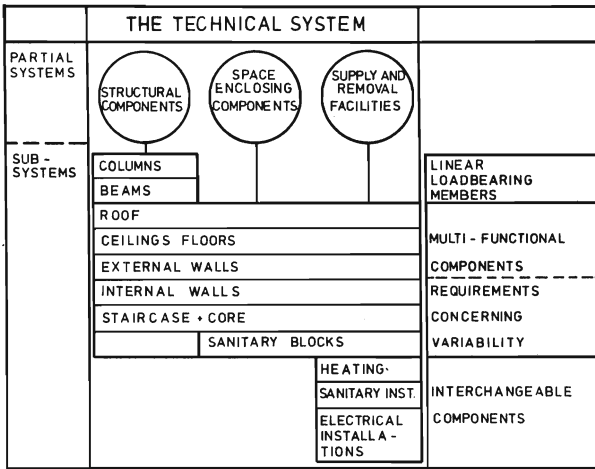 THE TECHNICAL SYSTEM
PARTIAL
SYSTEMS
STRUCTURAL
COMPONENTS
SPACE
ENCLOSING
COMPONENTS
SUPPLY AND
REMOVAL
FACILITIES
SUB-
SYSTEMS
COLUMNS
BEAMS
LINEAR
LOADBEARING
MEMBERS
ROOF
CEILINGS FLOORS
EXTERNAL WALLS
INTERNAL WALLS
STAIRCASE + CORE
SANITARY BLOCKS
MULTI-FUNCTIONAL
COMPONENTS
REQUIREMENTS
CONCERNING
VARIABILITY
HEATING·
SANITARY INST.
ELECTRICAL
INSTALLA-
TIONS
INTERCHANGEABLE
COMPONENTS